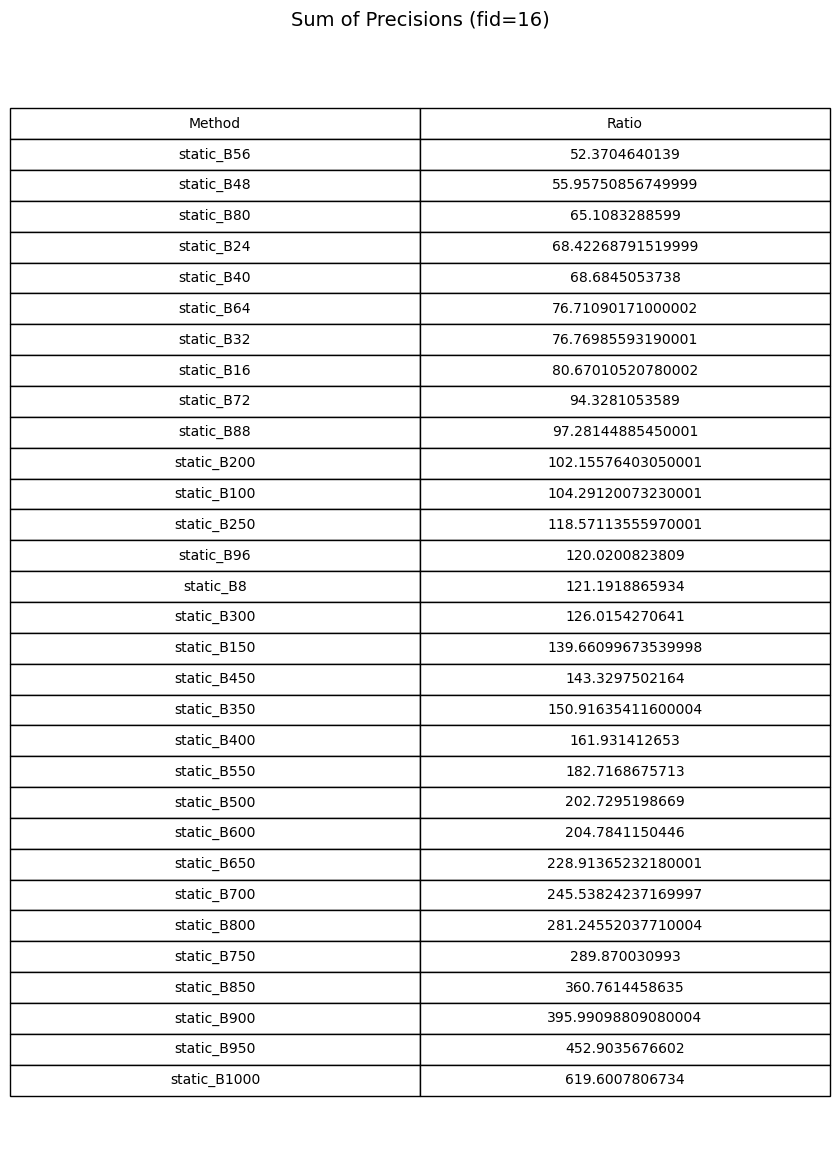 Sum of Precisions (fid=16)
Method Ratio
static_B56 52.3704640139
static_B48 55.95750856749999
static_B80 65.1083288599
static_B24 68.42268791519999
static_B40 68.6845053738
static_B64 76.71090171000002
static_B32 76.76985593190001
static_B16 80.67010520780002
static_B72 94.3281053589
static_B88 97.28144885450001
static_B200 102.15576403050001
static_B100 104.29120073230001
static_B250 118.57113555970001
static_B96 120.0200823809
static_B8 121.1918865934
static_B300 126.0154270641
static_B150 139.66099673539998
static_B450 143.3297502164
static_B350 150.91635411600004
static_B400 161.931412653
static_B550 182.7168675713
static_B500 202.7295198669
static_B600 204.7841150446
static_B650 228.91365232180001
static_B700 245.53824237169997
static_B800 281.24552037710004
static_B750 289.870030993
static_B850 360.7614458635
static_B900 395.99098809080004
static_B950 452.9035676602
static_B1000 619.6007806734